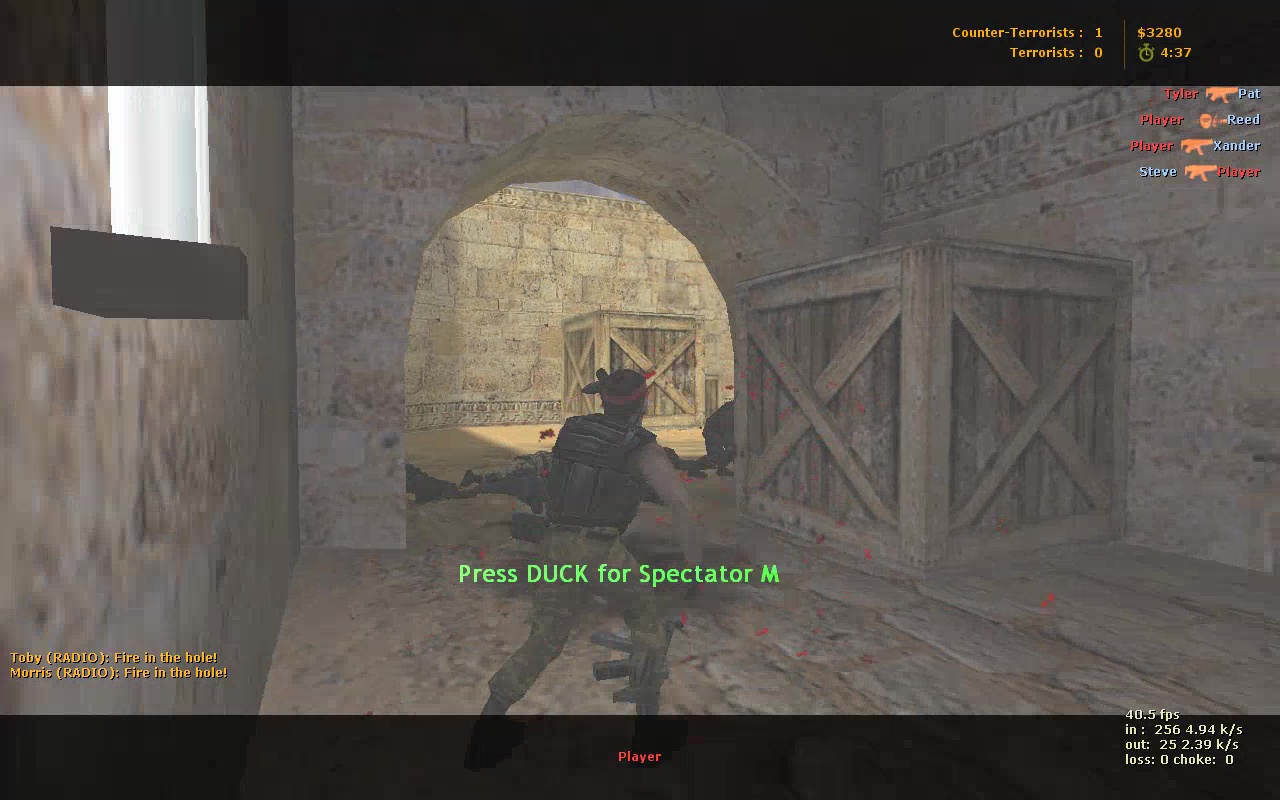 Counter-Terrorists : 1 $3280
Terrorists : 0 4:37
Tyler Pat
Player Reed
Player Xander
Steve Player
Press DUCK for Spectator M
Toby (RADIO): Fire in the hole!
Morris (RADIO): Fire in the hole!
40.5 fps
in : 256 4.94 k/s
out: 25 2.39 k/s
loss: 0 choke: 0
Player